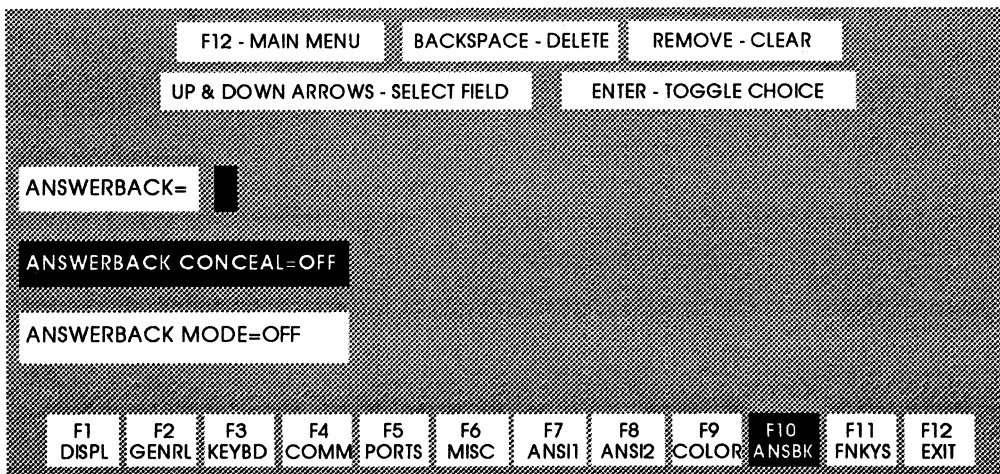 F12 - MAIN MENU BACKSPACE - DELETE REMOVE - CLEAR
UP & DOWN ARROWS - SELECT FIELD ENTER - TOGGLE CHOICE
ANSWERBACK=
ANSWERBACK CONCEAL=OFF
ANSWERBACK MODE=OFF
F1 F2 F3 F4 F5 F6 F7 F8 F9 F10 F11 F12
DISPL GENRL KEYBD COMM PORTS MISC ANSI1 ANSI2 COLOR ANSBK FNKYS EXIT